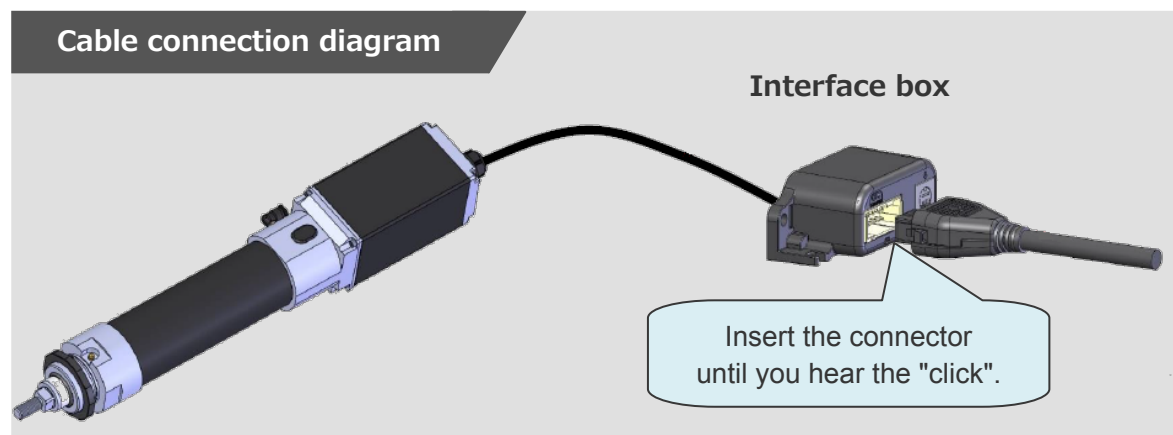 Cable connection diagram
Interface box
Insert the connector
until you hear the "click".